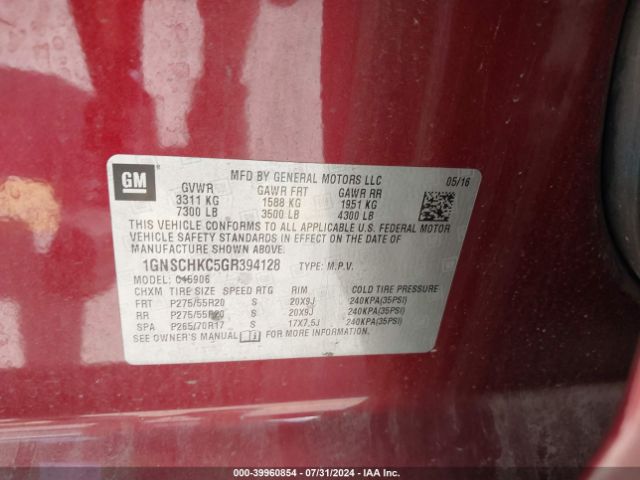 GM
MFD BY GENERAL MOTORS LLC 05/16
GVWR GAWR FRT GAWR RR
3311 KG 1588 KG 1951 KG
7300 LB 3500 LB 4300 LB
THIS VEHICLE CONFORMS TO ALL APPLICABLE U.S. FEDERAL MOTOR
VEHICLE SAFETY STANDARDS IN EFFECT ON THE DATE OF
MANUFACTURE SHOWN ABOVE.
1GNSCHKC5GR394128 TYPE: M.P.V.
MODEL: C15906
CHXM TIRE SIZE SPEED RTG RIM COLD TIRE PRESSURE
FRT P275/55R20 S 20X9J 240KPA(35PSI)
RR P275/55R20 S 20X9J 240KPA(35PSI)
SPA P265/70R17 S 17X7.5J 240KPA(35PSI)
SEE OWNER'S MANUAL FOR MORE INFORMATION.
STOCK#: 39960854 / 07/31/2024 / IAA Inc.